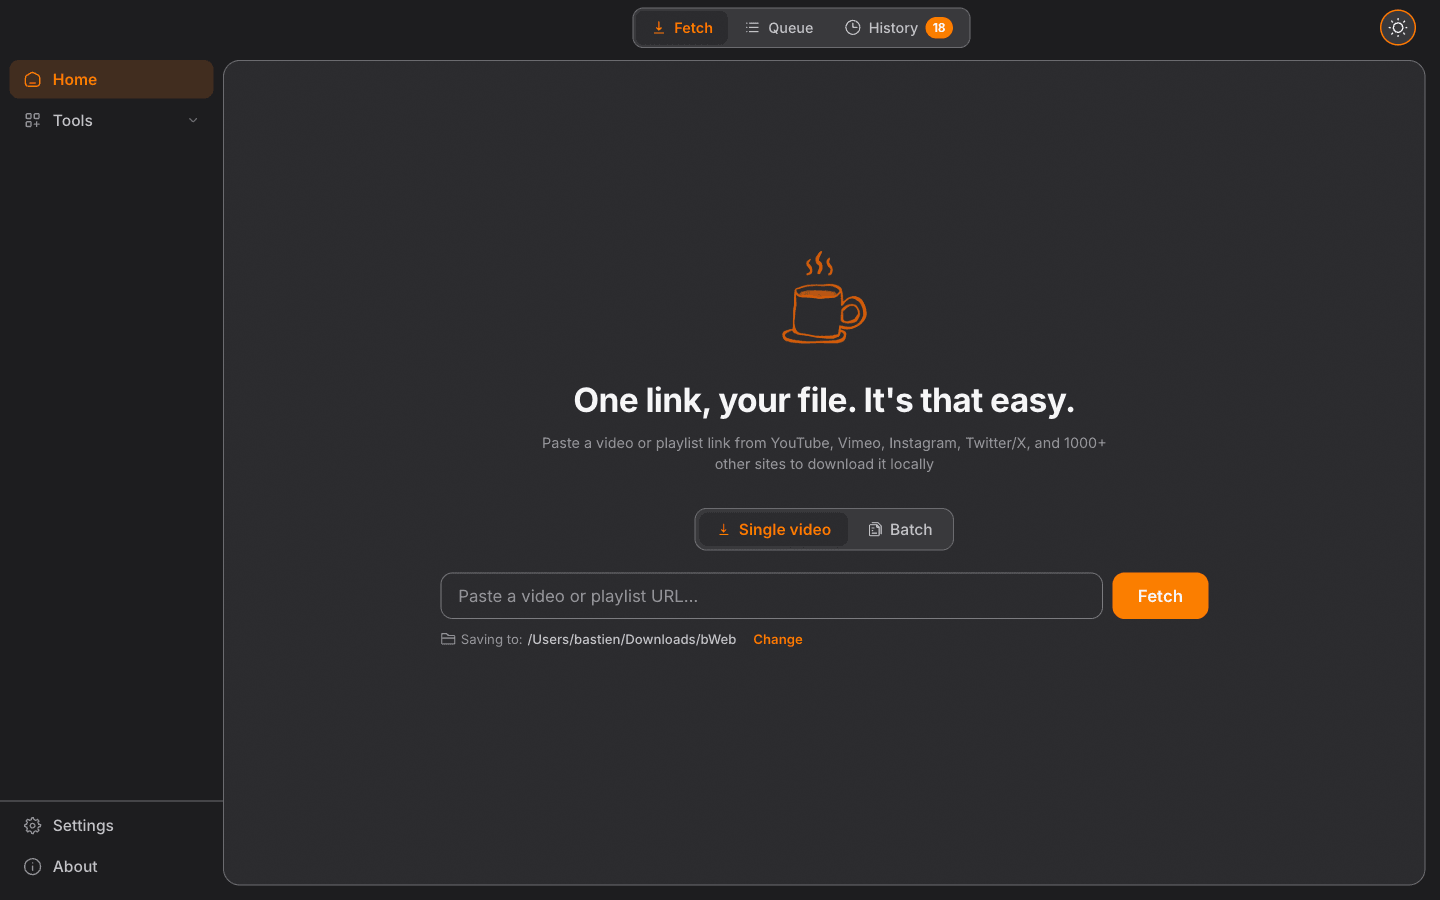 Fetch
Queue
History 18
Home
Tools
One link, your file. It's that easy.
Paste a video or playlist link from YouTube, Vimeo, Instagram, Twitter/X, and 1000+
other sites to download it locally
Single video
Batch
Paste a video or playlist URL...
Fetch
Saving to: /Users/bastien/Downloads/bWeb Change
Settings
About